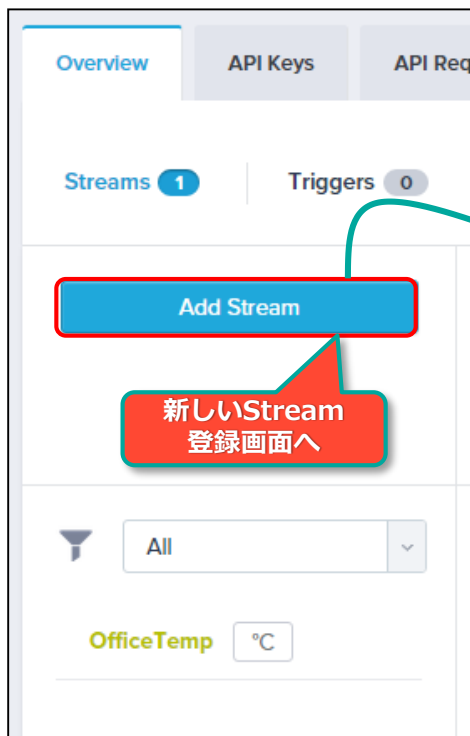 Overview API Keys API Req
Streams 1 Triggers 0
Add Stream
新しいStream
登録画面へ
All
OfficeTemp °C